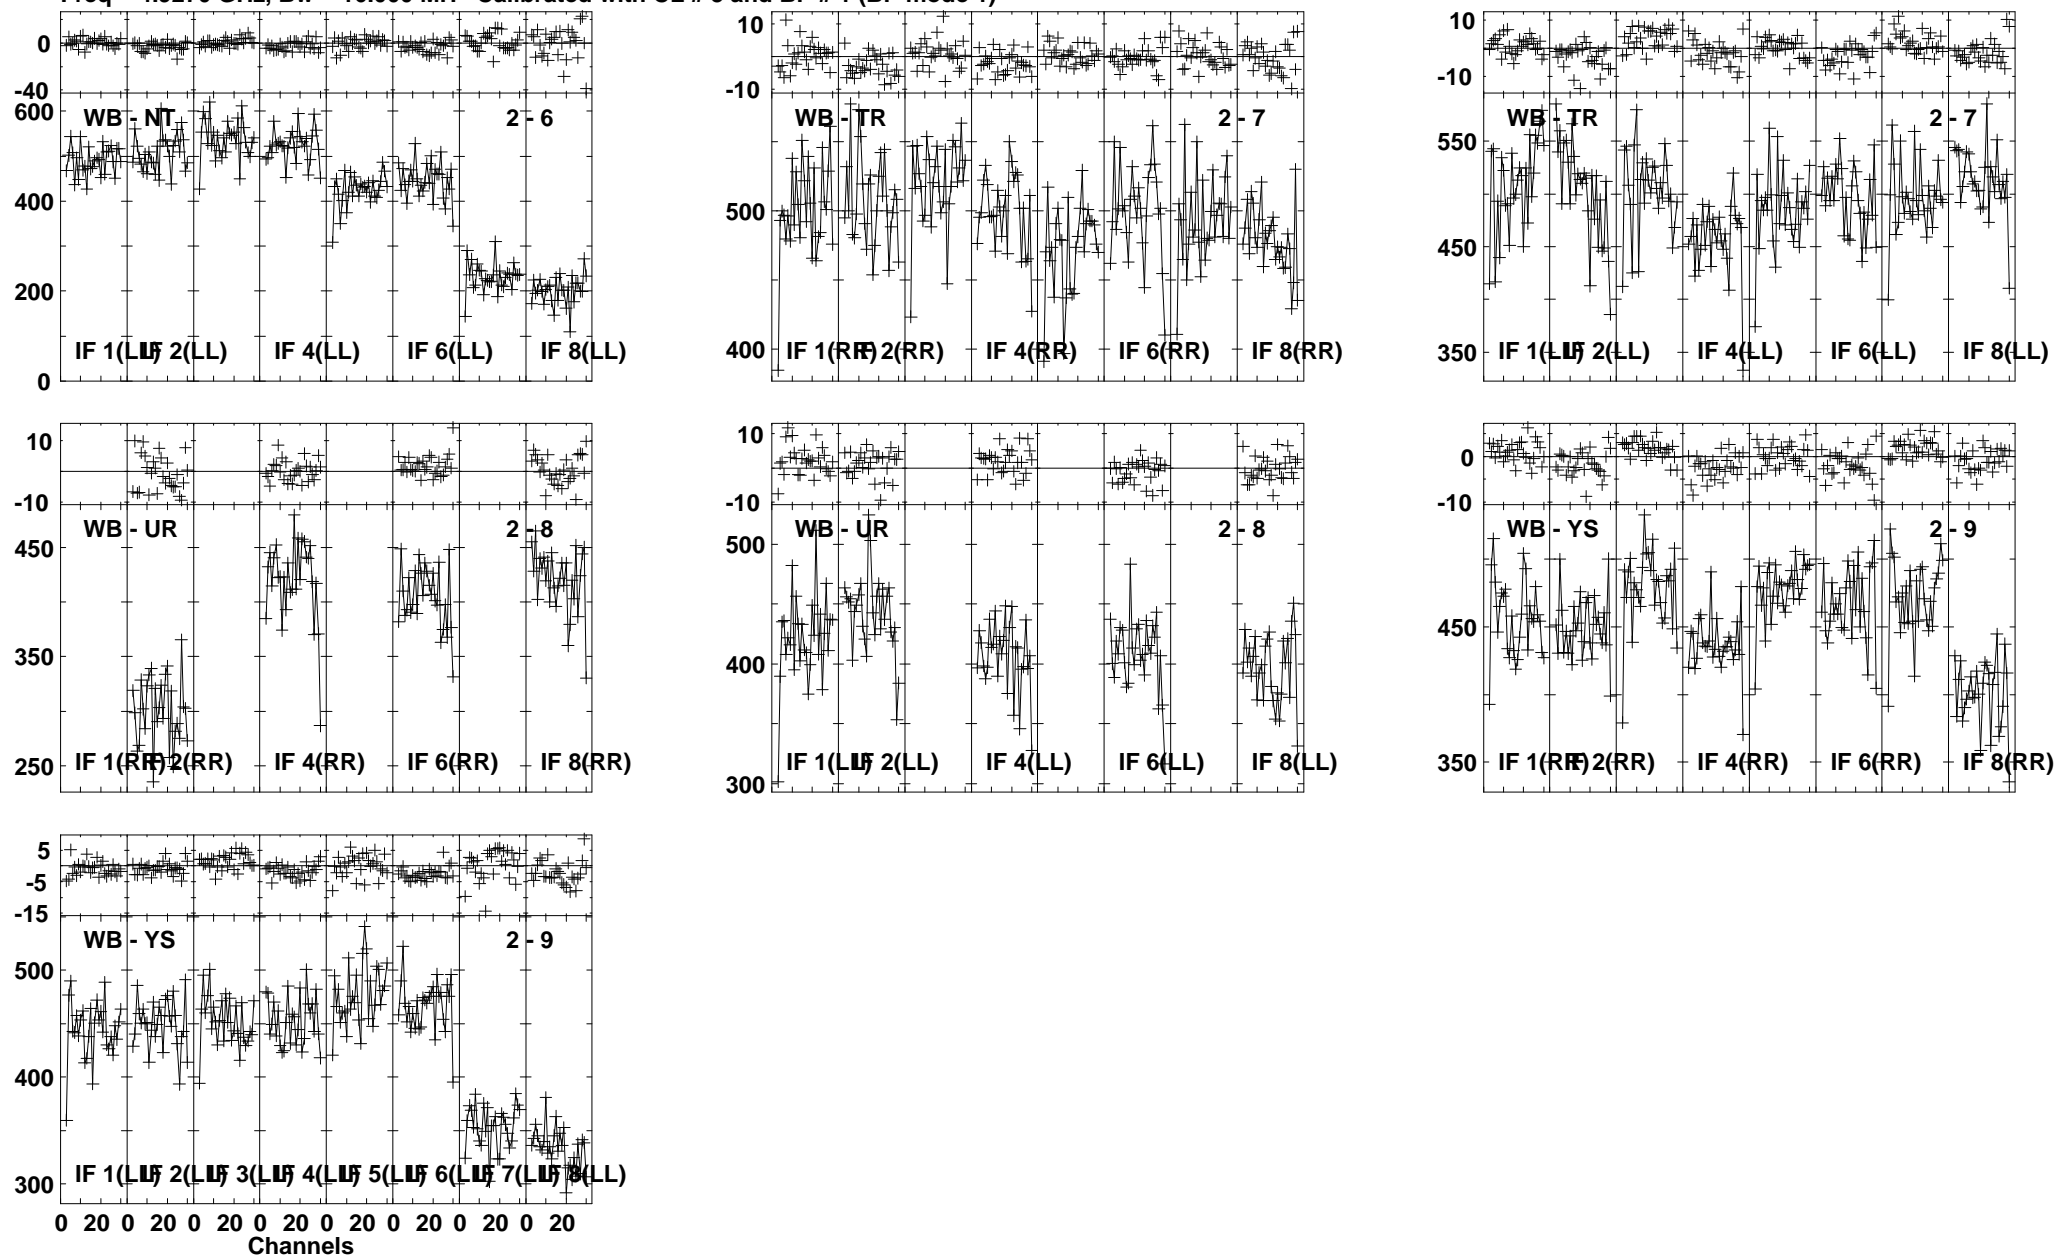 0
-40
600
400
200
0
WB - NT 2 - 6
IF 1(LL) IF 2(LL) IF 4(LL) IF 6(LL) IF 8(LL)
10
-10
500
400
WB - TR 2 - 7
IF 1(RR) IF 2(RR) IF 4(RR) IF 6(RR) IF 8(RR)
10
-10
550
450
350
WB - TR 2 - 7
IF 1(LL) IF 2(LL) IF 4(LL) IF 6(LL) IF 8(LL)
10
-10
450
350
250
WB - UR 2 - 8
IF 1(RR) IF 2(RR) IF 4(RR) IF 6(RR) IF 8(RR)
10
-10
500
400
300
WB - UR 2 - 8
IF 1(LL) IF 2(LL) IF 4(LL) IF 6(LL) IF 8(LL)
0
-10
450
350
WB - YS 2 - 9
IF 1(RR) IF 2(RR) IF 4(RR) IF 6(RR) IF 8(RR)
5
-5
-15
500
400
300
WB - YS 2 - 9
IF 1(LL) IF 2(LL) IF 3(LL) IF 4(LL) IF 5(LL) IF 6(LL) IF 7(LL) IF 8(LL)
0 20 0 20 0 20 0 20 0 20 0 20 0 20 0 20
Channels